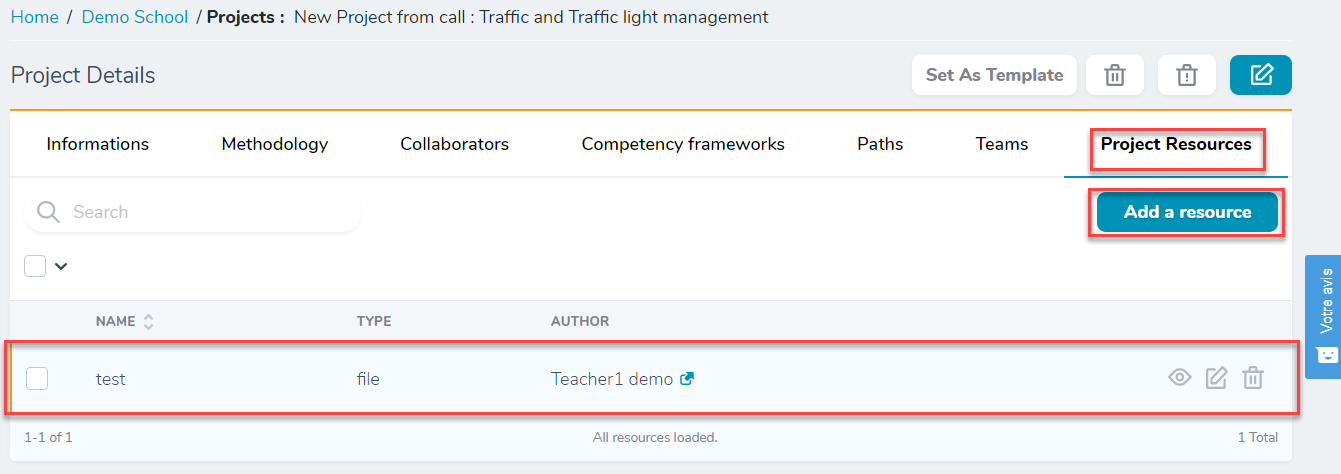 Home / Demo School / Projects : New Project from call : Traffic and Traffic light management
Project Details
Set As Template
Informations Methodology Collaborators Competency frameworks Paths Teams Project Resources
Search
Add a resource
NAME TYPE AUTHOR
test file Teacher1 demo
1-1 of 1 All resources loaded. 1 Total
Votre avis